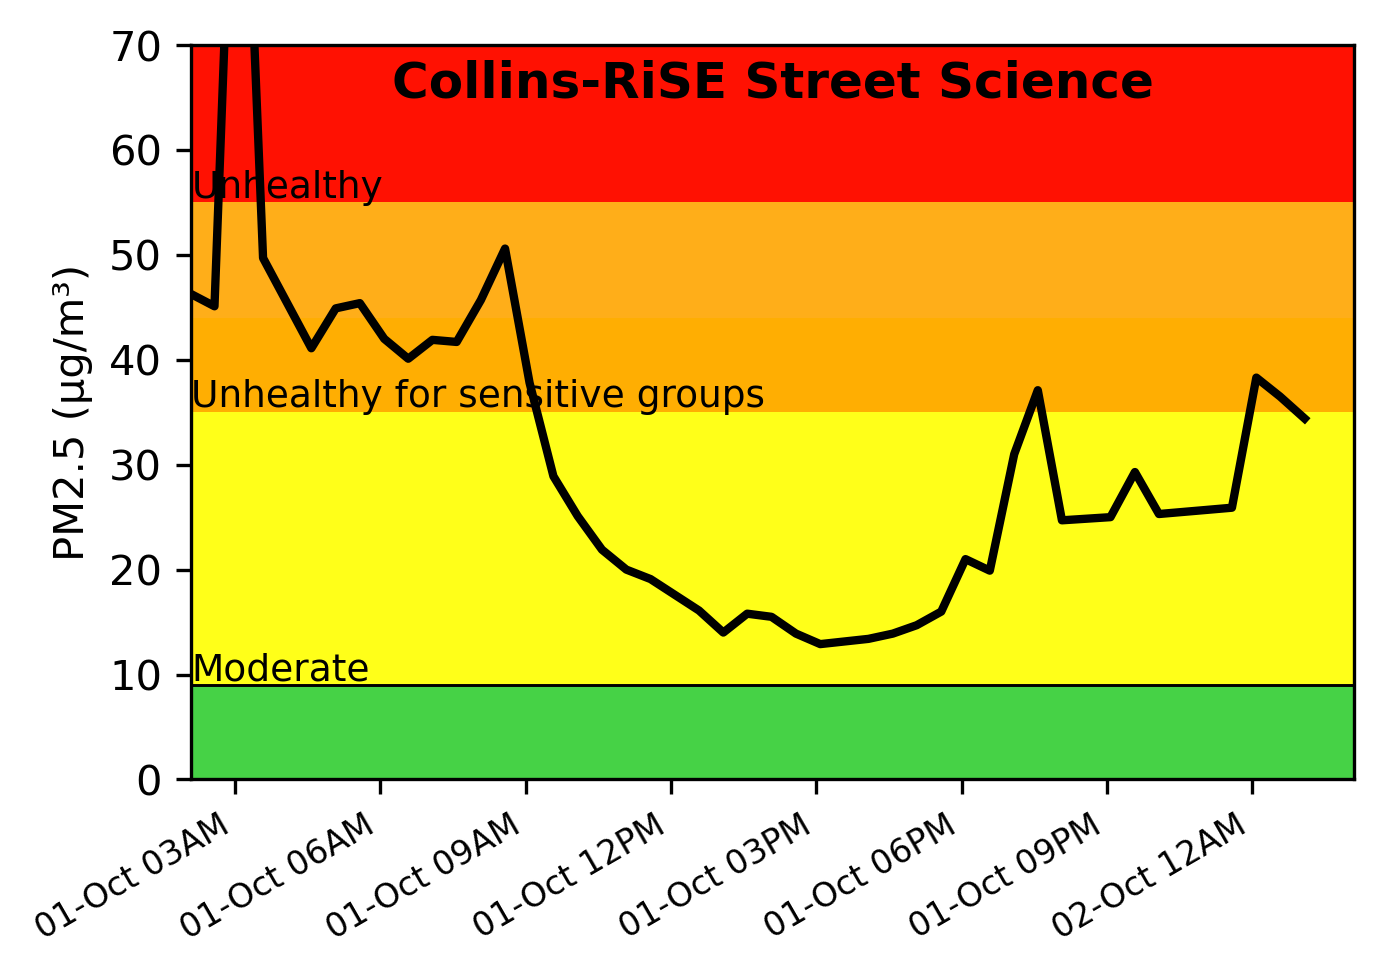 Collins-RiSE Street Science
70
60
Unhealthy
50
40
Unhealthy for sensitive groups
30
20
10
Moderate
0
PM2.5 (µg/m³)
01-Oct 03AM
01-Oct 06AM
01-Oct 09AM
01-Oct 12PM
01-Oct 03PM
01-Oct 06PM
01-Oct 09PM
02-Oct 12AM